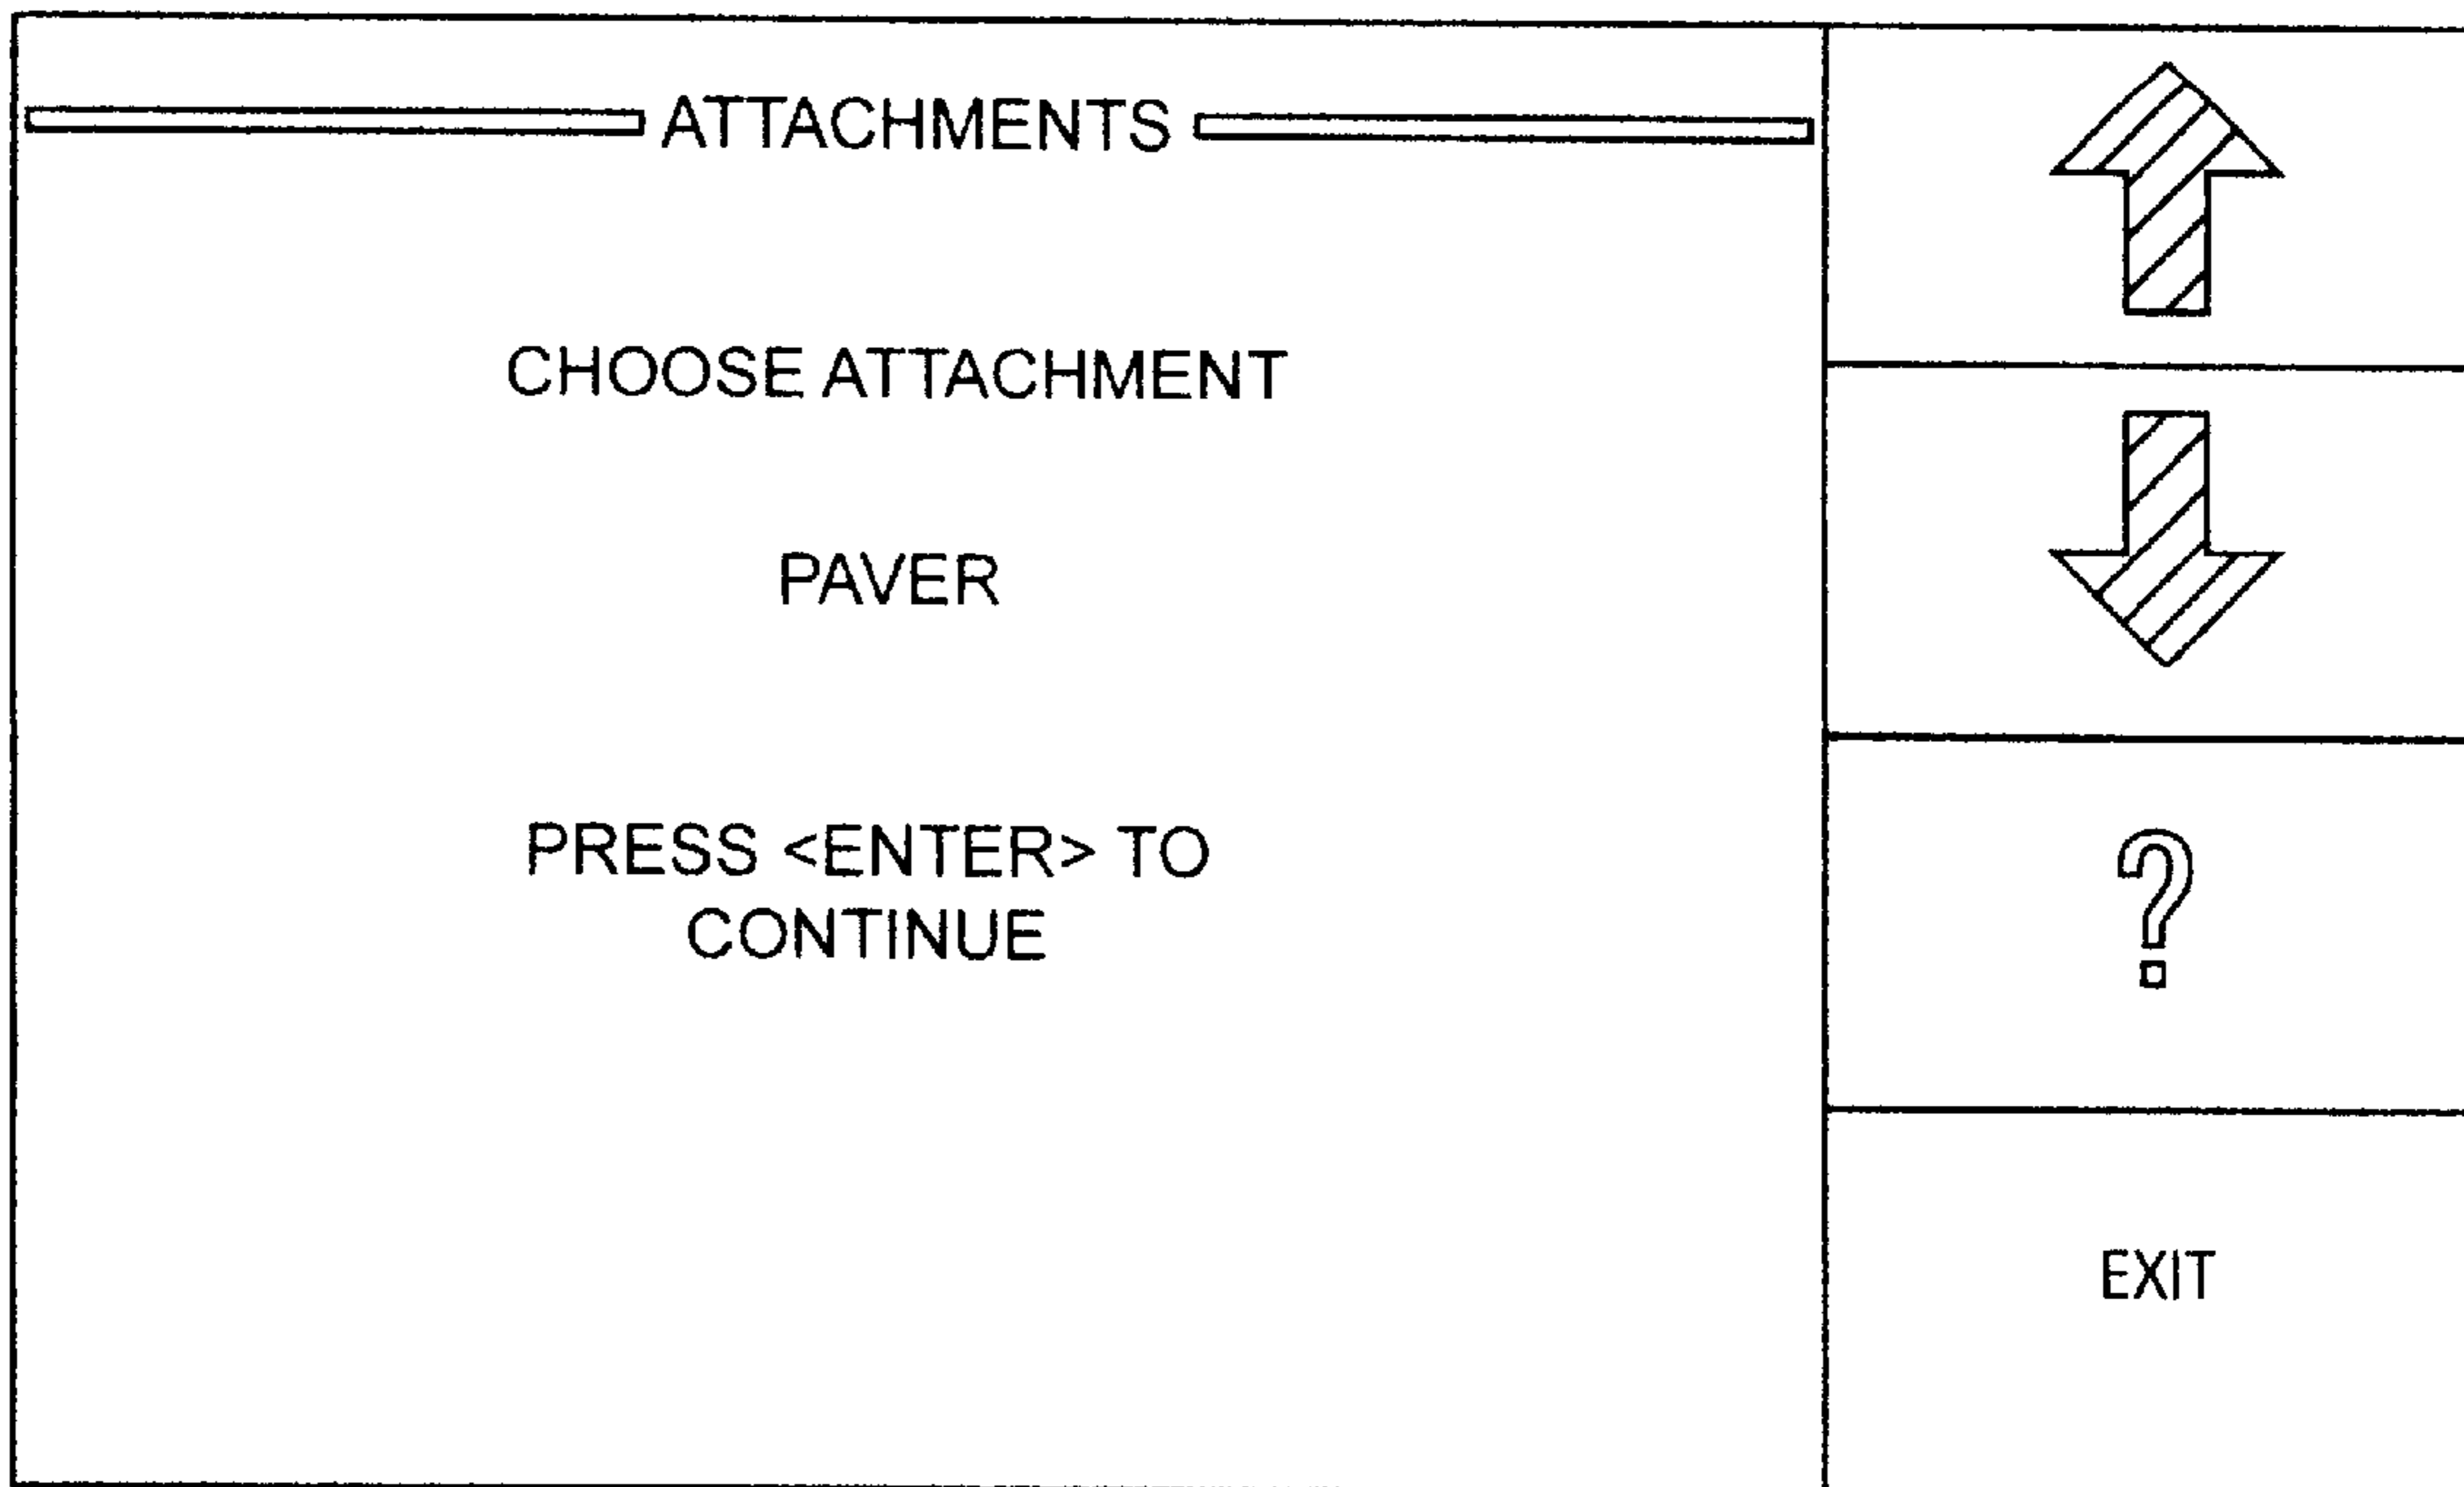 ATTACHMENTS
CHOOSE ATTACHMENT
PAVER
PRESS <ENTER> TO
CONTINUE
?
EXIT